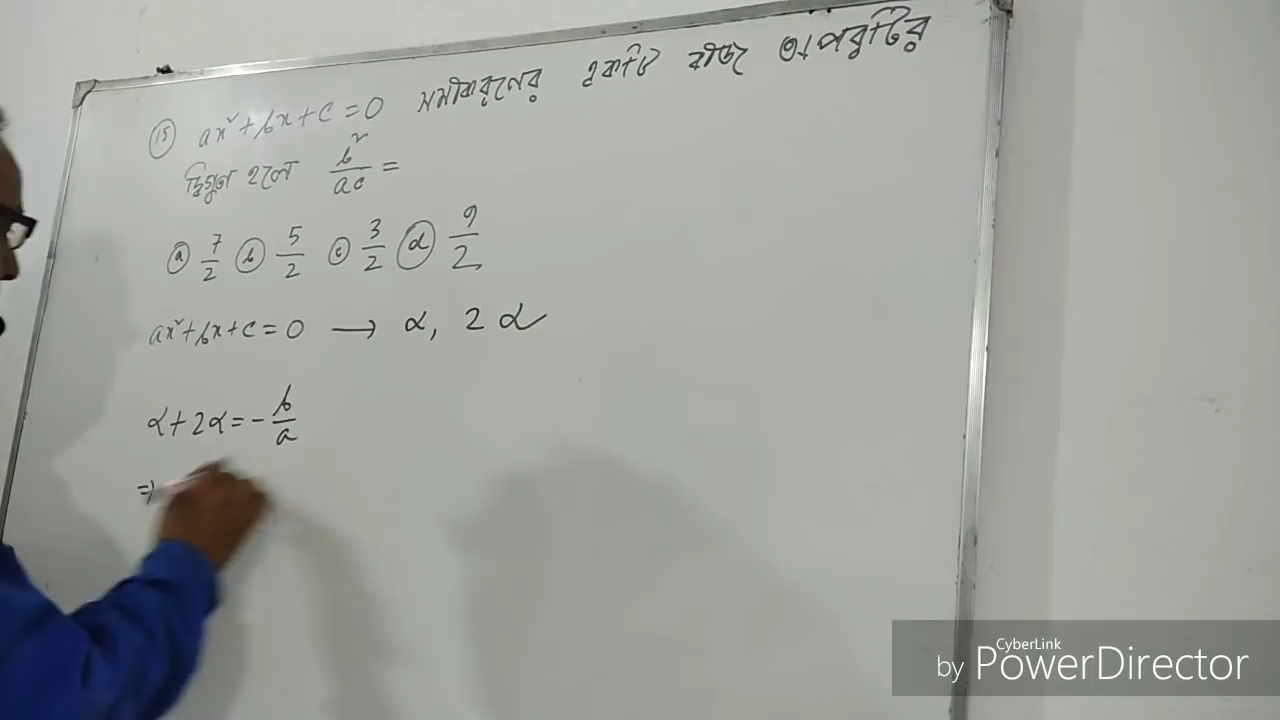 (15) ax² + bx + c = 0 সমীকরণের একটি বীজ অপরটির
দ্বিগুণ হলে b²/ac =
(a) 7/2 (b) 5/2 (c) 3/2 (d) 9/2
ax² + bx + c = 0 → α, 2α
α + 2α = - b/a
⇒
CyberLink
by PowerDirector